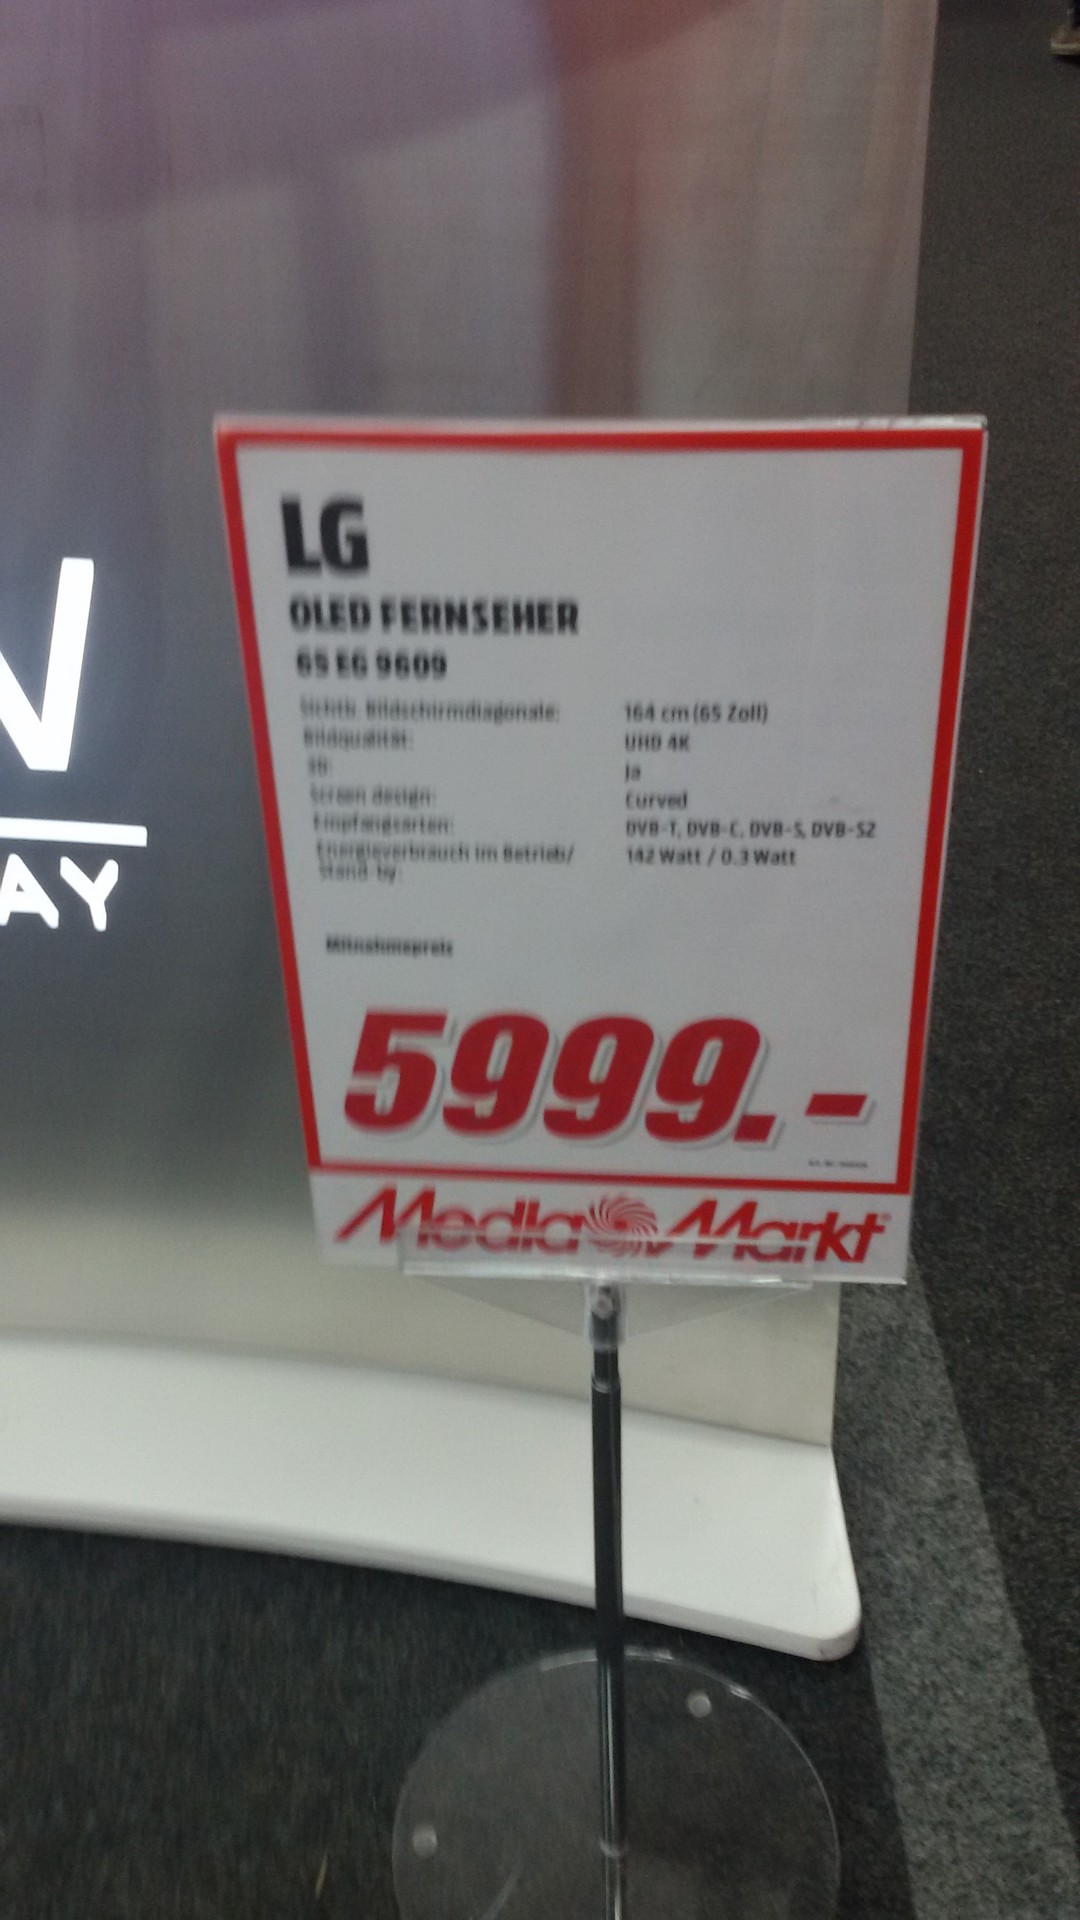 LG
OLED FERNSEHER
65 EG 9609
Sichtb. Bildschirmdiagonale: 164 cm (65 Zoll)
Bildqualität: UHD 4K
3D: Ja
Screen design: Curved
Empfangsarten: DVB-T, DVB-C, DVB-S, DVB-S2
Energieverbrauch im Betrieb/ 142 Watt / 0.3 Watt
Stand-by:
Mitnahmepreis
5999.-
Media Markt
N
AY